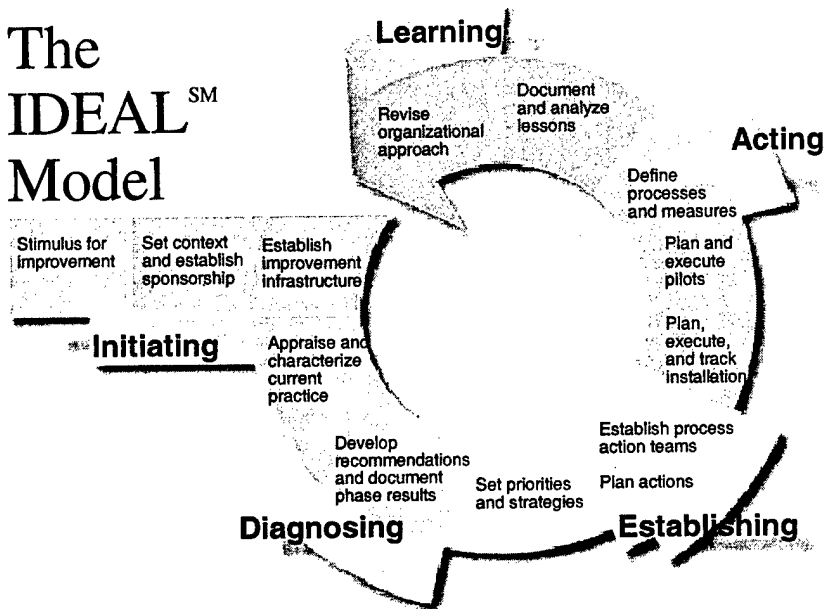 The
IDEAL SM
Model
Learning
Revise
organizational
approach
Document
and analyze
lessons
Acting
Define
processes
and measures
Plan and
execute
pilots
Plan,
execute,
and track
installation
Stimulus for
improvement
Set context
and establish
sponsorship
Establish
improvement
infrastructure
Initiating
Appraise and
characterize
current
practice
Develop
recommendations
and document
phase results
Diagnosing
Set priorities
and strategies
Establish process
action teams
Plan actions
Establishing